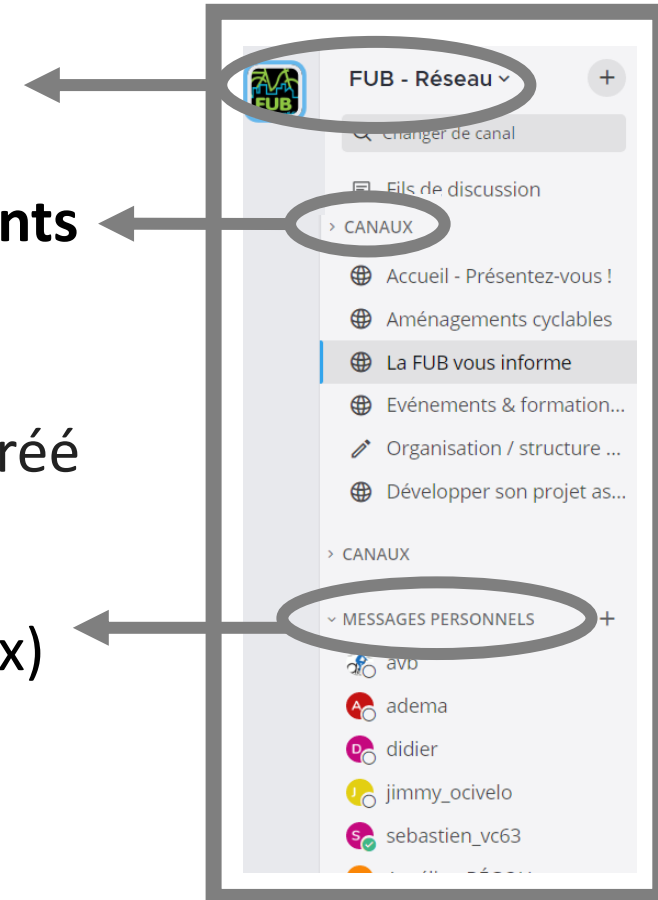 FUB
FUB - Réseau
+
Changer de canal
Fils de discussion
nts
CANAUX
Accueil - Présentez-vous !
Aménagements cyclables
La FUB vous informe
Evénements & formation...
réé
Organisation / structure ...
Développer son projet as...
CANAUX
MESSAGES PERSONNELS +
x)
avb
A adema
D didier
J jimmy_ocivelo
S sebastien_vc63